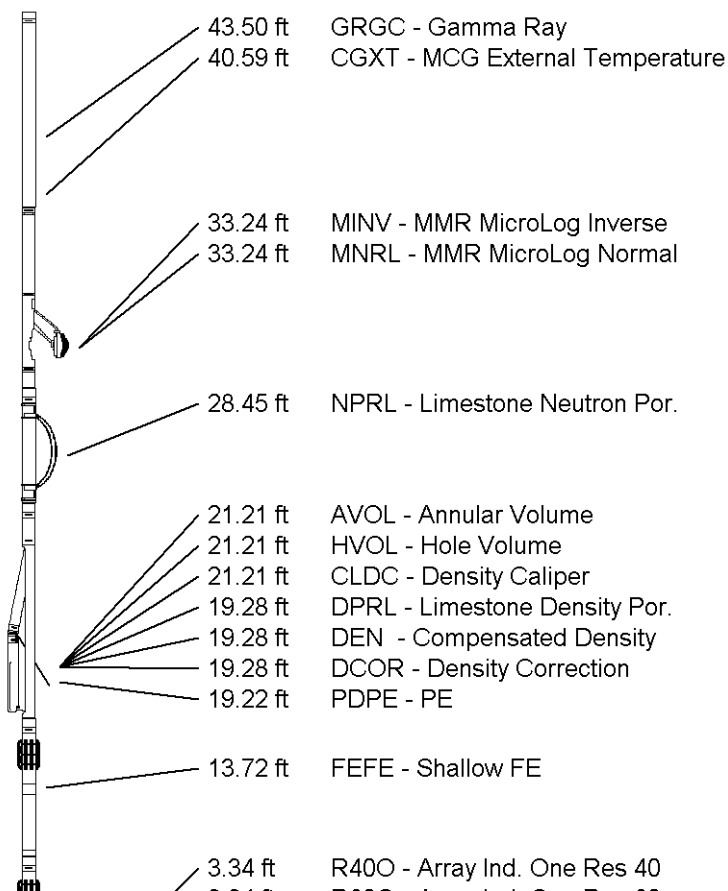 43.50 ft GRGC - Gamma Ray
40.59 ft CGXT - MCG External Temperature
33.24 ft MINV - MMR MicroLog Inverse
33.24 ft MNRL - MMR MicroLog Normal
28.45 ft NPRL - Limestone Neutron Por.
21.21 ft AVOL - Annular Volume
21.21 ft HVOL - Hole Volume
21.21 ft CLDC - Density Caliper
19.28 ft DPRL - Limestone Density Por.
19.28 ft DEN - Compensated Density
19.28 ft DCOR - Density Correction
19.22 ft PDPE - PE
13.72 ft FEFE - Shallow FE
3.34 ft R40O - Array Ind. One Res 40